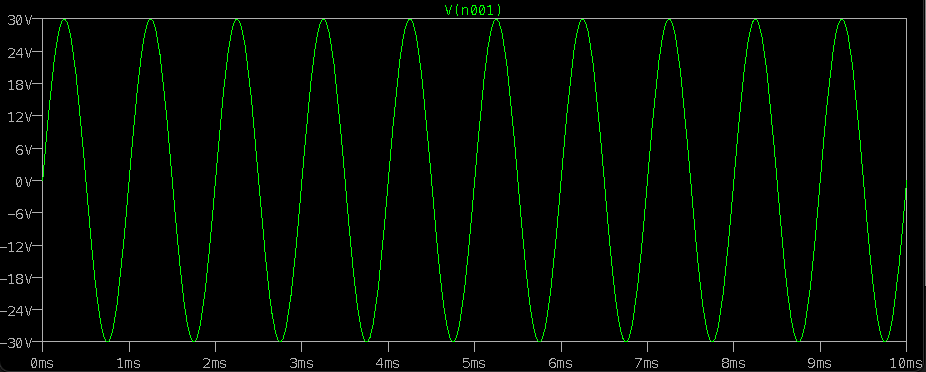 V(n001)
30V
24V
18V
12V
6V
0V
-6V
-12V
-18V
-24V
-30V
0ms 1ms 2ms 3ms 4ms 5ms 6ms 7ms 8ms 9ms 10ms